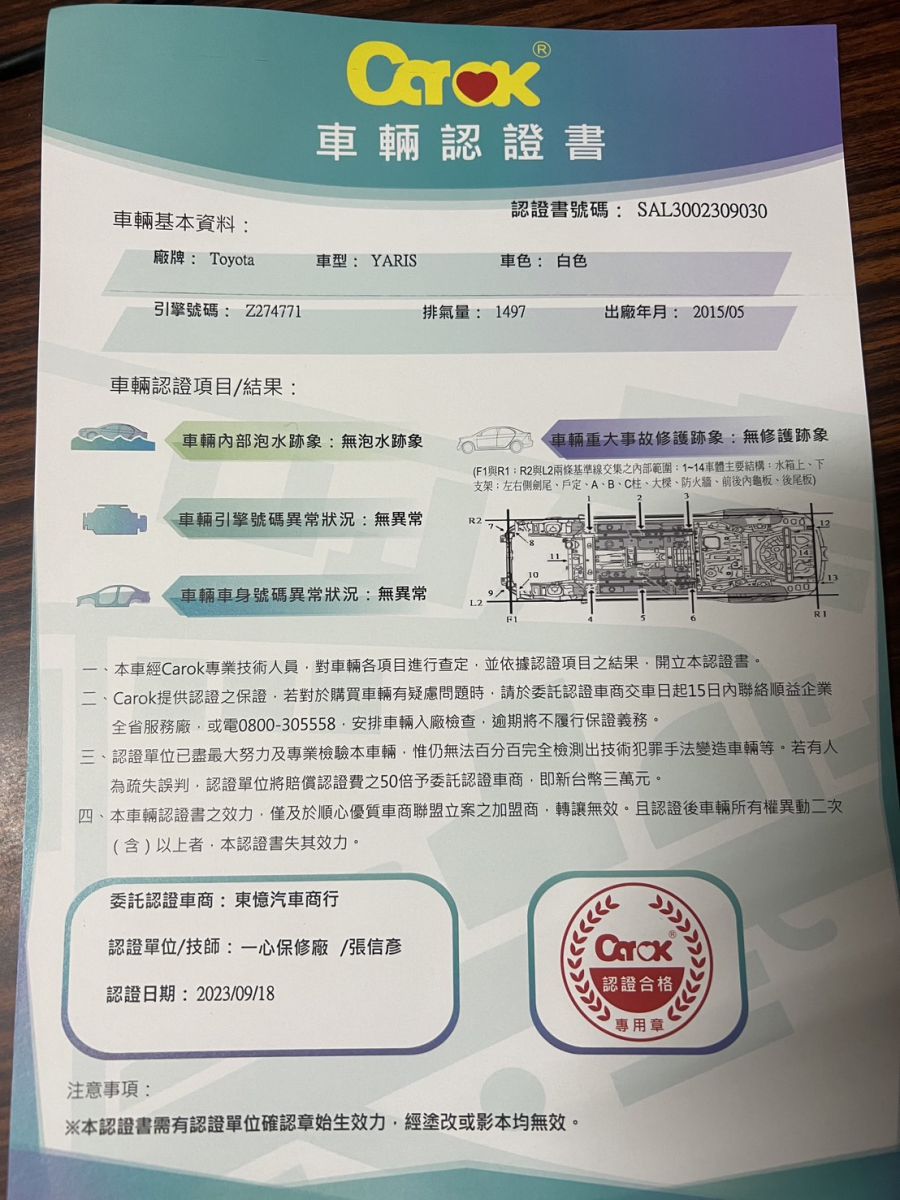 Carok®
車輛認證書
認證書號碼： SAL3002309030
車輛基本資料：
廠牌： Toyota 車型： YARIS 車色： 白色
引擎號碼： Z274771 排氣量： 1497 出廠年月： 2015/05
車輛認證項目/結果：
車輛內部泡水跡象：無泡水跡象
車輛重大事故修護跡象：無修護跡象
(F1與R1；R2與L2兩條基準線交集之內部範圍：1~14車體主要結構：水箱上、下
支架；左右側劍尾、戶定、A、B、C柱、大樑、防火牆、前後內龜板、後尾板)
車輛引擎號碼異常狀況：無異常
車輛車身號碼異常狀況：無異常
1 2 3
R2 7 8 12
11 14
9 10 13
L2
F1 4 5 6 R1
一、本車經Carok專業技術人員，對車輛各項目進行查定，並依據認證項目之結果，開立本認證書。
二、Carok提供認證之保證，若對於購買車輛有疑慮問題時，請於委託認證車商交車日起15日內聯絡順益企業
全省服務廠，或電0800-305558，安排車輛入廠檢查，逾期將不履行保證義務。
三、認證單位已盡最大努力及專業檢驗本車輛，惟仍無法百分百完全檢測出技術犯罪手法變造車輛等。若有人
為疏失誤判，認證單位將賠償認證費之50倍予委託認證車商，即新台幣三萬元。
四、本車輛認證書之效力，僅及於順心優質車商聯盟立案之加盟商，轉讓無效。且認證後車輛所有權異動二次
（含）以上者，本認證書失其效力。
委託認證車商：東憶汽車商行
認證單位/技師：一心保修廠 /張信彥
認證日期：2023/09/18
Carok®
認證合格
專用章
注意事項：
※本認證書需有認證單位確認章始生效力，經塗改或影本均無效。